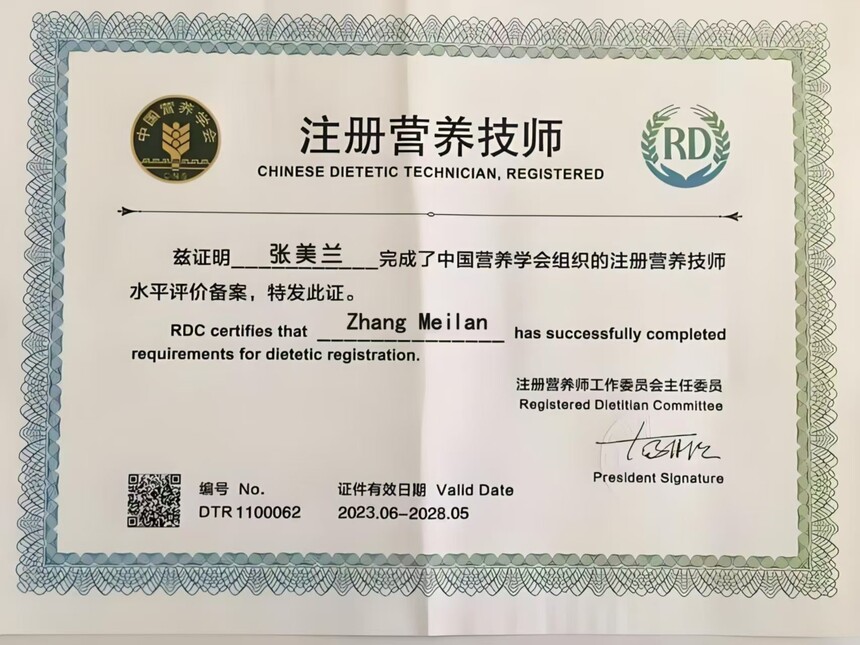 中国营养学会
CNS
RD
注册营养技师
CHINESE DIETETIC TECHNICIAN, REGISTERED
兹证明 张美兰 完成了中国营养学会组织的注册营养技师
水平评价备案，特发此证。
RDC certifies that Zhang Meilan has successfully completed
requirements for dietetic registration.
注册营养师工作委员会主任委员
Registered Dietitian Committee
President Signature
编号 No.
DTR1100062
证件有效日期 Valid Date
2023.06-2028.05